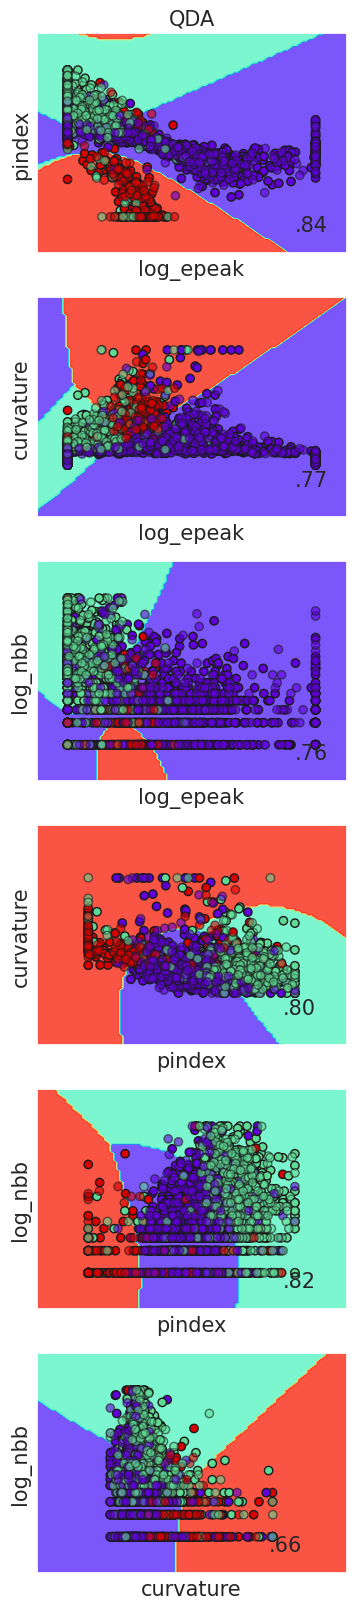 QDA
pindex
.84
log_epeak
curvature
.77
log_epeak
log_nbb
.76
log_epeak
curvature
.80
pindex
log_nbb
.82
pindex
log_nbb
.66
curvature